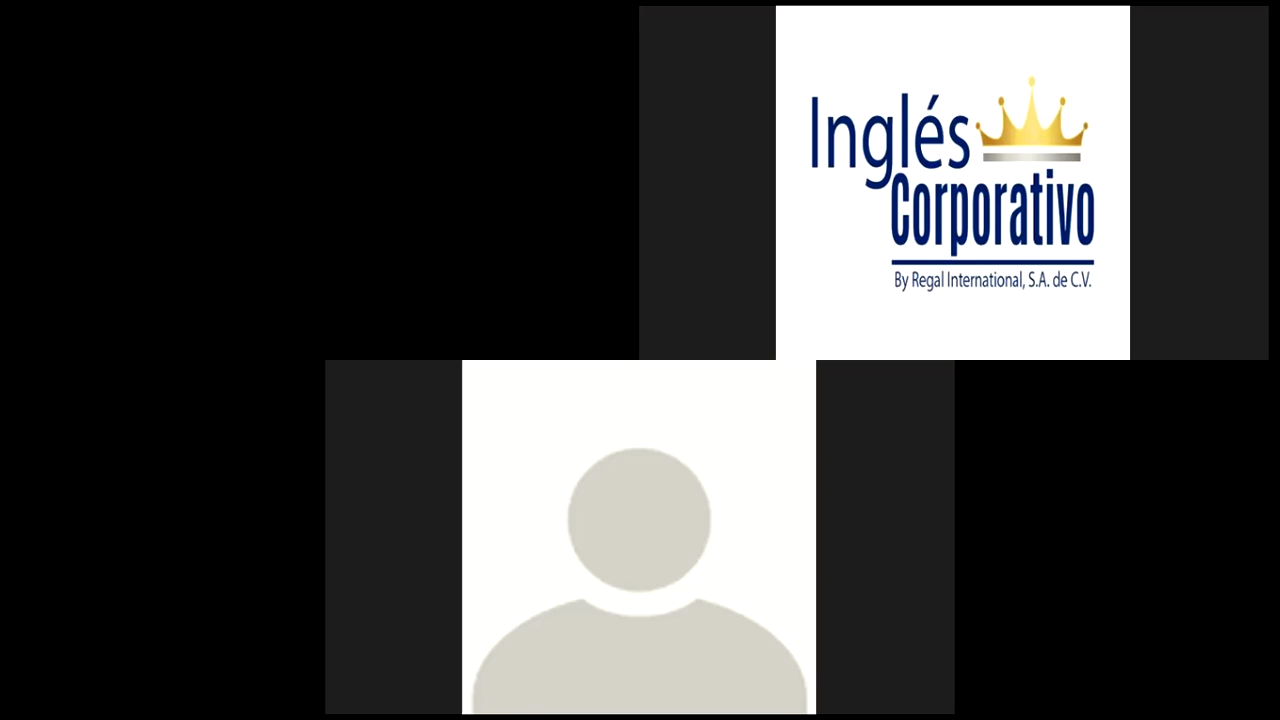 Inglés
Corporativo
By Regal International, S.A. de C.V.